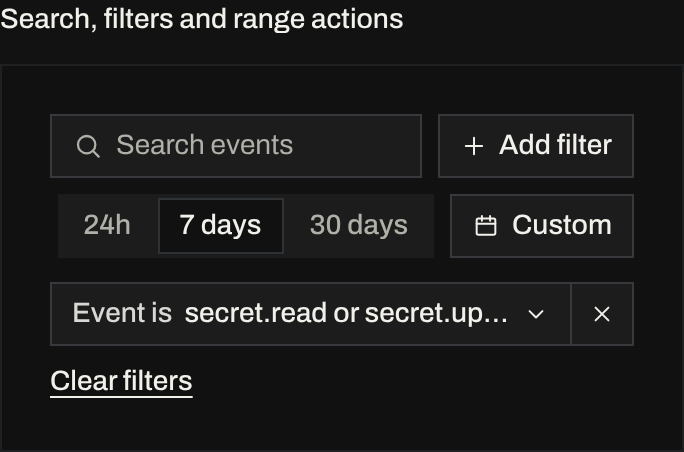 Search, filters and range actions
Search events
Add filter
24h 7 days 30 days
Custom
Event is secret.read or secret.up...
Clear filters